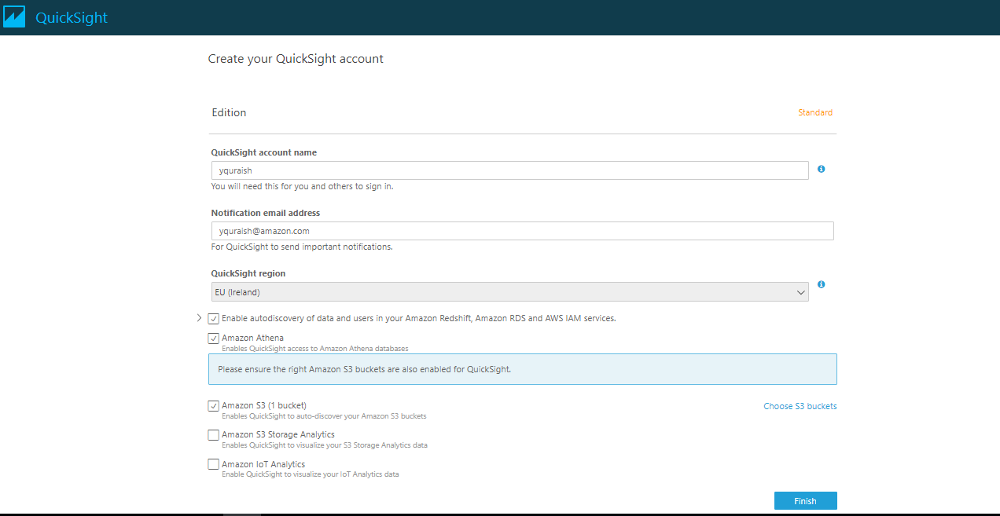 QuickSight
Create your QuickSight account
Edition
Standard
QuickSight account name
yquraish
You will need this for you and others to sign in.
Notification email address
yquraish@amazon.com
For QuickSight to send important notifications.
QuickSight region
EU (Ireland)
Enable autodiscovery of data and users in your Amazon Redshift, Amazon RDS and AWS IAM services.
Amazon Athena
Enables QuickSight access to Amazon Athena databases
Please ensure the right Amazon S3 buckets are also enabled for QuickSight.
Amazon S3 (1 bucket)
Choose S3 buckets
Enables QuickSight to auto-discover your Amazon S3 buckets
Amazon S3 Storage Analytics
Enables QuickSight to visualize your S3 Storage Analytics data
Amazon IoT Analytics
Enable QuickSight to visualize your IoT Analytics data
Finish